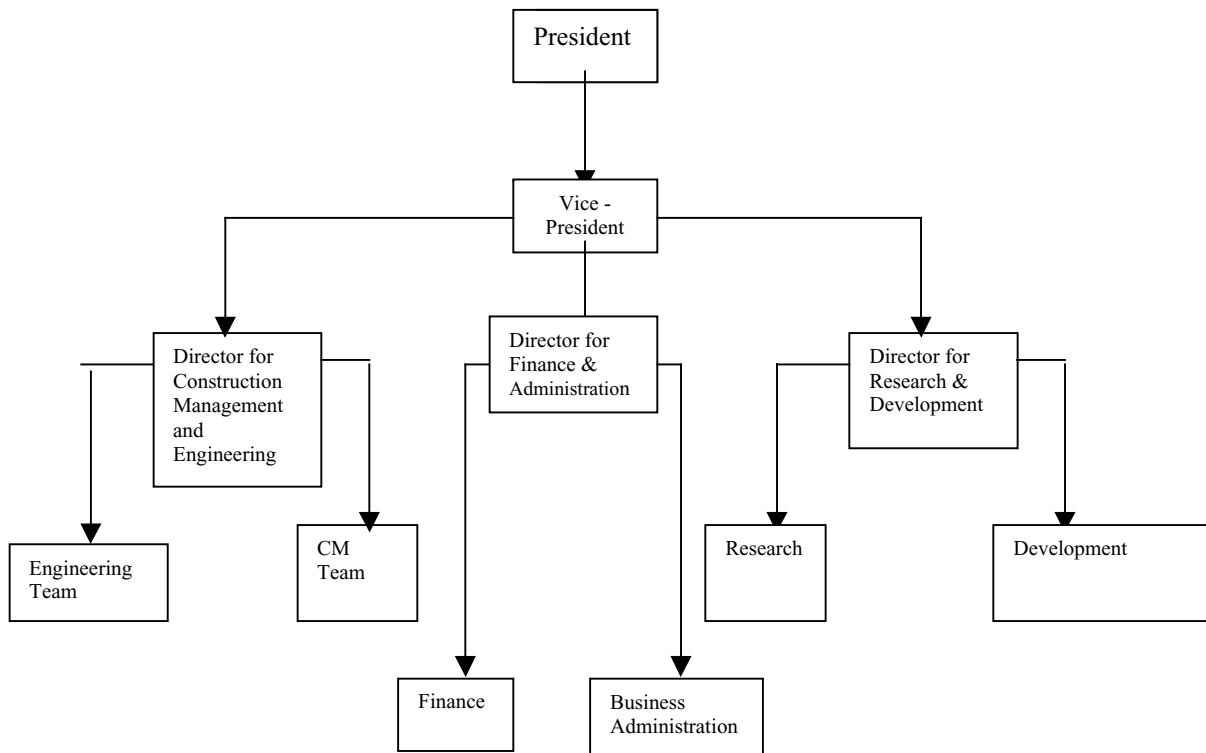 President
Vice -
President
Director for
Construction
Management
and
Engineering
Director for
Finance &
Administration
Director for
Research &
Development
Engineering
Team
CM
Team
Research
Development
Finance
Business
Administration